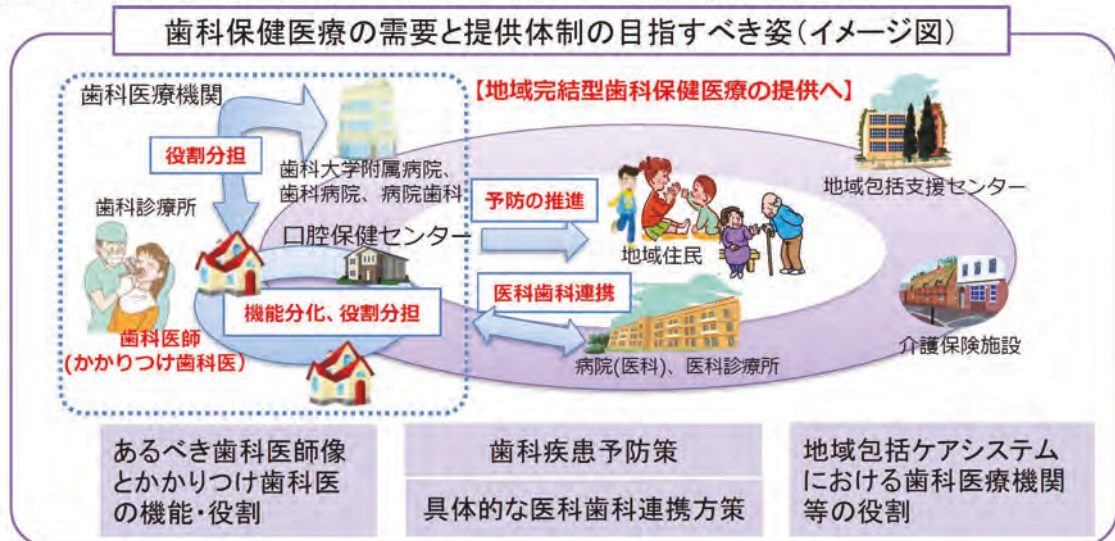 歯科保健医療の需要と提供体制の目指すべき姿(イメージ図)
歯科医療機関
【地域完結型歯科保健医療の提供へ】
役割分担
歯科大学附属病院、
歯科病院、病院歯科
地域包括支援センター
歯科診療所
予防の推進
口腔保健センター
地域住民
医科歯科連携
機能分化、役割分担
歯科医師
(かかりつけ歯科医)
病院(医科)、医科診療所
介護保険施設
あるべき歯科医師像
とかかりつけ歯科医
の機能・役割
歯科疾患予防策
具体的な医科歯科連携方策
地域包括ケアシステム
における歯科医療機関
等の役割